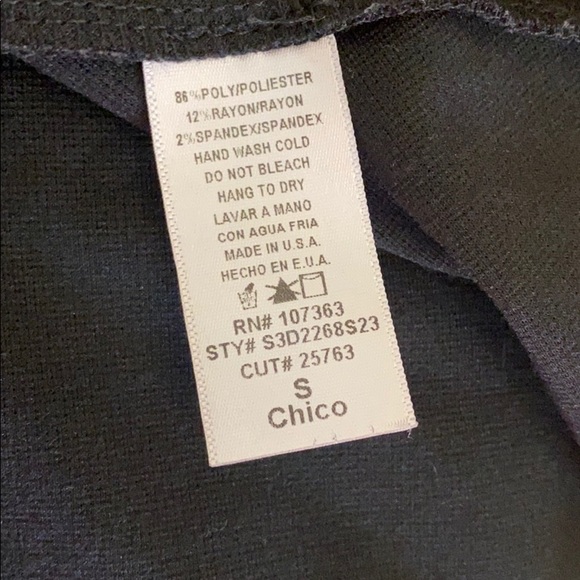 86%POLY/POLIESTER
12%RAYON/RAYON
2%SPANDEX/SPANDEX
HAND WASH COLD
DO NOT BLEACH
HANG TO DRY
LAVAR A MANO
CON AGUA FRIA
MADE IN U.S.A.
HECHO EN E.U.A.
RN# 107363
STY# S3D2268S23
CUT# 25763
S
Chico